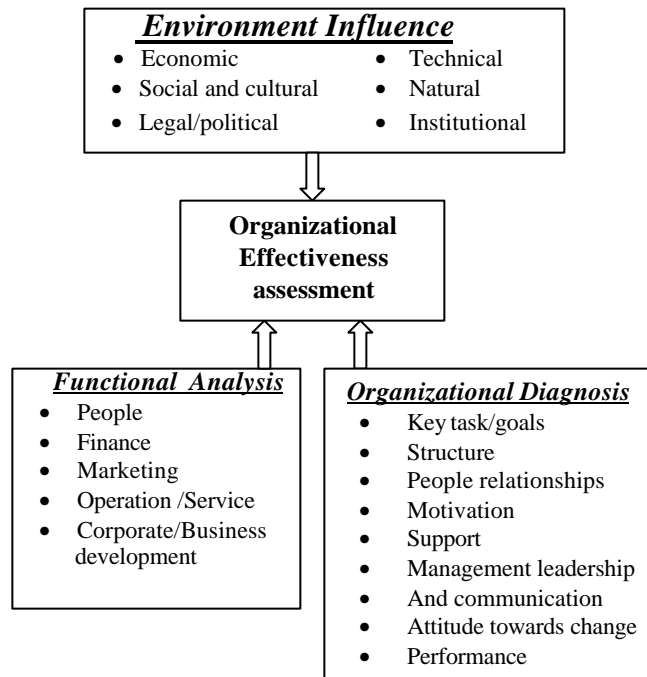 Environment Influence
• Economic
• Social and cultural
• Legal/political
• Technical
• Natural
• Institutional
Organizational
Effectiveness
assessment
Functional Analysis
• People
• Finance
• Marketing
• Operation /Service
• Corporate/Business
development
Organizational Diagnosis
• Key task/goals
• Structure
• People relationships
• Motivation
• Support
• Management leadership
• And communication
• Attitude towards change
• Performance